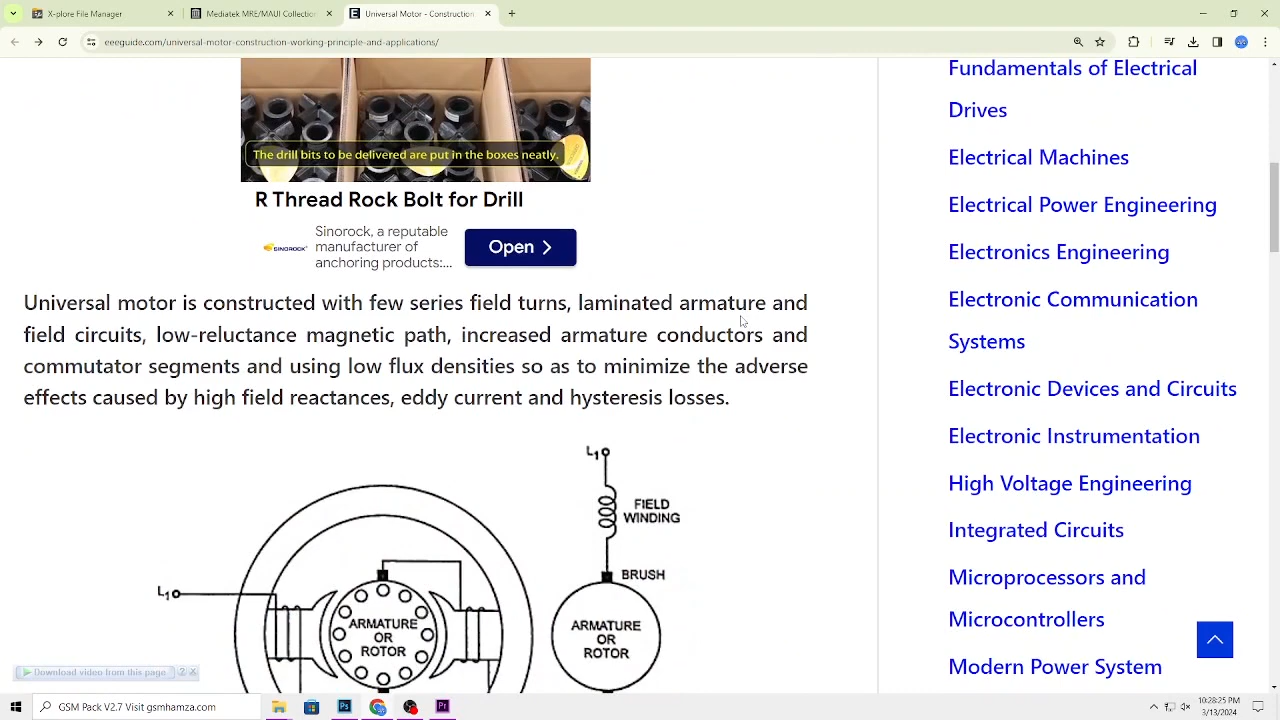 X-plore File Manager
Mediatek MRE/MAUI Collection
Universal Motor - Construction
eeeguide.com/universal-motor-construction-working-principle-and-applications/
The drill bits to be delivered are put in the boxes neatly.
R Thread Rock Bolt for Drill
SINOROCK
Sinorock, a reputable
manufacturer of
anchoring products:...
Open
Universal motor is constructed with few series field turns, laminated armature and
field circuits, low-reluctance magnetic path, increased armature conductors and
commutator segments and using low flux densities so as to minimize the adverse
effects caused by high field reactances, eddy current and hysteresis losses.
L1
FIELD
WINDING
BRUSH
L1
ARMATURE
OR
ROTOR
ARMATURE
OR
ROTOR
Fundamentals of Electrical
Drives
Electrical Machines
Electrical Power Engineering
Electronics Engineering
Electronic Communication
Systems
Electronic Devices and Circuits
Electronic Instrumentation
High Voltage Engineering
Integrated Circuits
Microprocessors and
Microcontrollers
Modern Power System
Download video from this page
GSM Pack V2.7 Visit gsmhamza.com
10:28:25 PM
3/13/2024